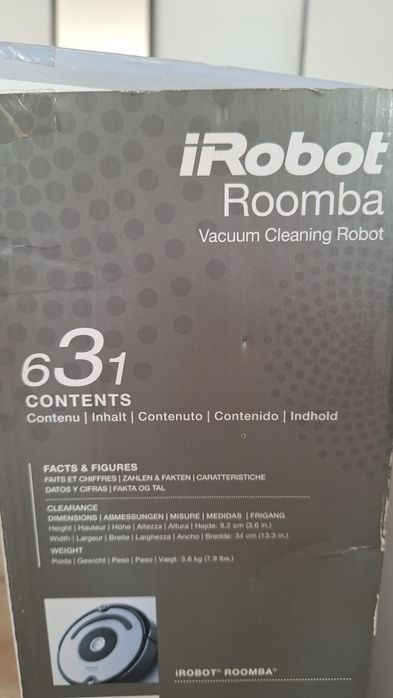 iRobot
Roomba
Vacuum Cleaning Robot
631
CONTENTS
Contenu | Inhalt | Contenuto | Contenido | Indhold
FACTS & FIGURES
FAITS ET CHIFFRES | ZAHLEN & FAKTEN | CARATTERISTICHE
DATOS Y CIFRAS | FAKTA OG TAL
CLEARANCE
DIMENSIONS | ABMESSUNGEN | MISURE | MEDIDAS | FRIGANG
Height | Hauteur | Höhe | Altezza | Altura | Højde: 9.2 cm (3.6 in.)
Width | Largeur | Breite | Larghezza | Ancho | Bredde: 34 cm (13.3 in.)
WEIGHT
Poids | Gewicht | Peso | Peso | Vægt: 3.6 kg (7.9 lbs.)
iROBOT® ROOMBA®